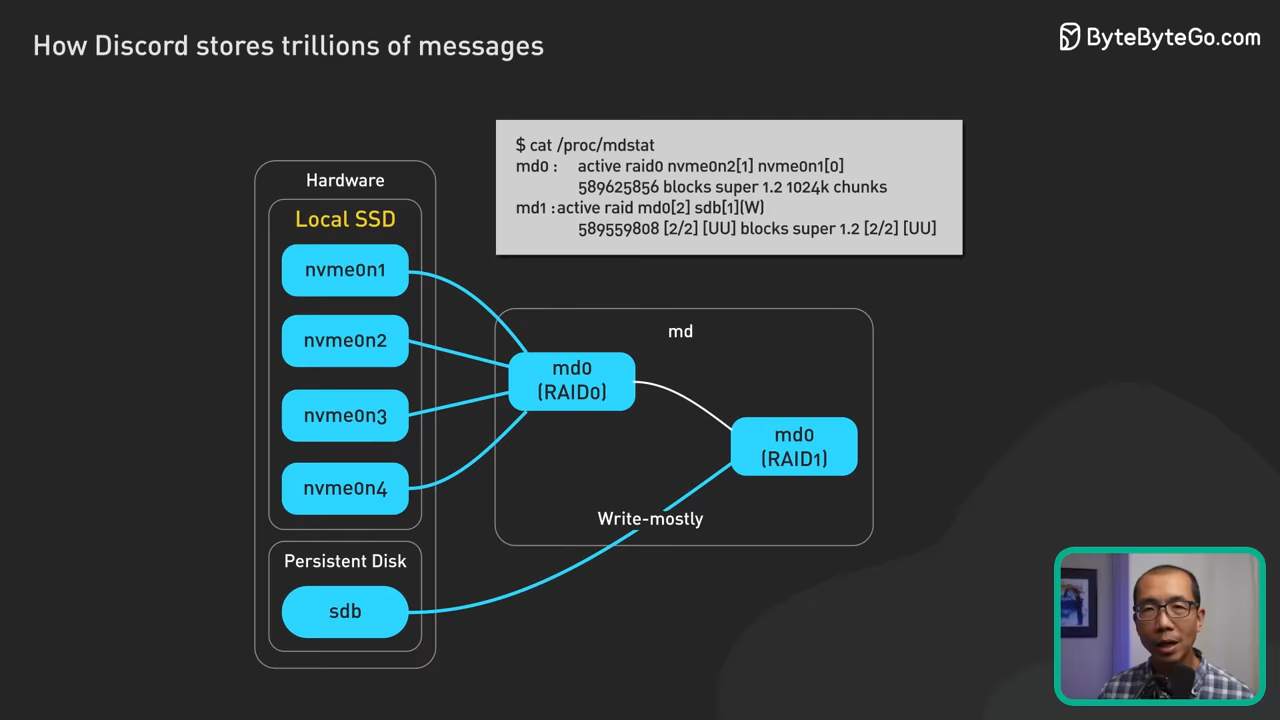 How Discord stores trillions of messages
ByteByteGo.com
$ cat /proc/mdstat
md0 : active raid0 nvme0n2[1] nvme0n1[0]
589625856 blocks super 1.2 1024k chunks
md1 : active raid md0[2] sdb[1](W)
589559808 [2/2] [UU] blocks super 1.2 [2/2] [UU]
Hardware
Local SSD
nvme0n1
nvme0n2
nvme0n3
nvme0n4
Persistent Disk
sdb
md
md0
(RAID0)
md0
(RAID1)
Write-mostly